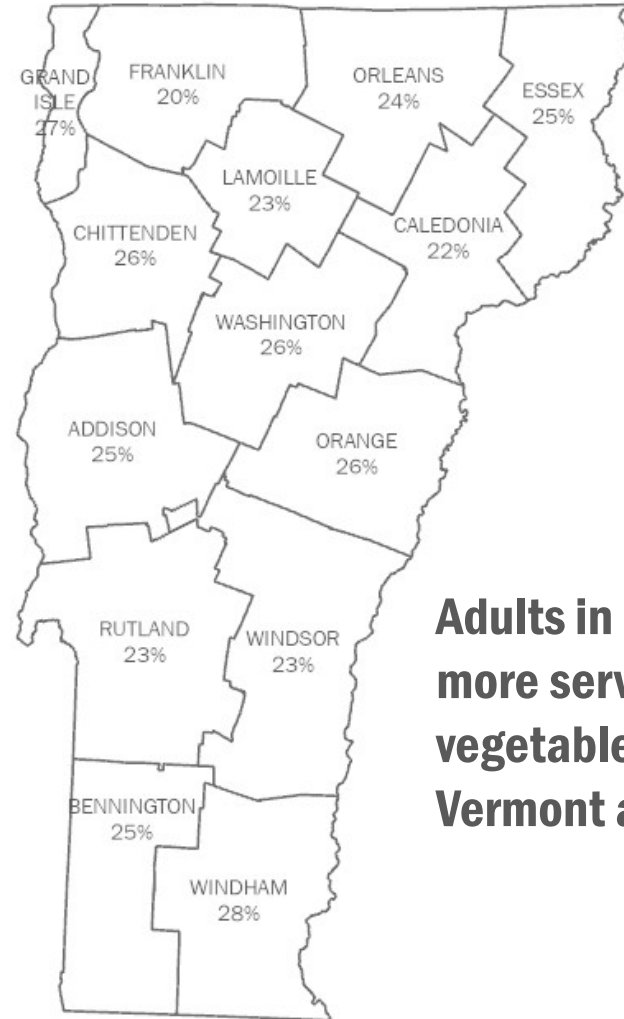 GRAND
ISLE
27%
FRANKLIN
20%
ORLEANS
24%
ESSEX
25%
LAMOILLE
23%
CALEDONIA
22%
CHITTENDEN
26%
WASHINGTON
26%
ADDISON
25%
ORANGE
26%
RUTLAND
23%
WINDSOR
23%
Adults in
more serv
vegetable
Vermont a
BENNINGTON
25%
WINDHAM
28%